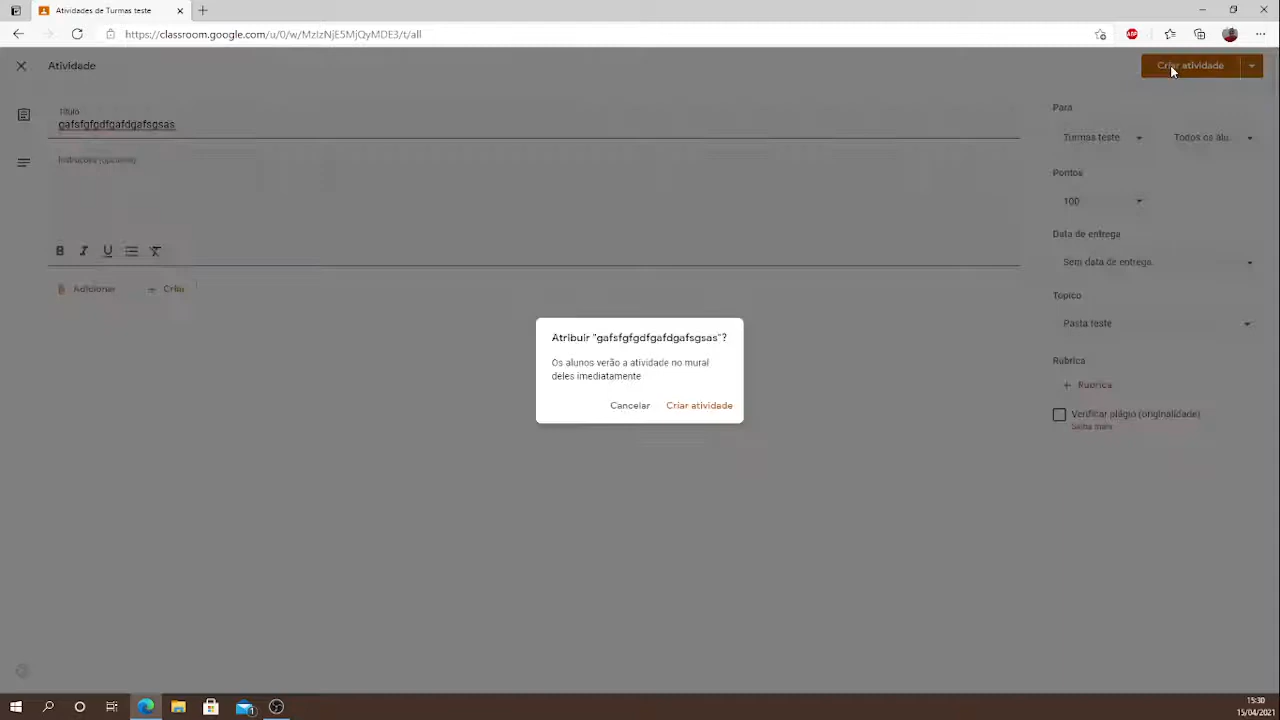 Atividades de Turmas teste
https://classroom.google.com/u/0/w/MzIzNjE5MjQyMDE3/t/all
ABP
Atividade
Criar atividade
Título
gafsfgfgdfgafdgafsgsas
Instruções (opcional)
B I U
Adicionar
+ Criar
Para
Turmas teste
Todos os alu.
Pontos
100
Data de entrega
Sem data de entrega
Tópico
Pasta teste
Rubrica
+ Rubrica
Verificar plágio (originalidade)
Saiba mais
Atribuir "gafsfgfgdfgafdgafsgsas"?
Os alunos verão a atividade no mural
deles imediatamente
Cancelar
Criar atividade
1
15:30
15/04/2021